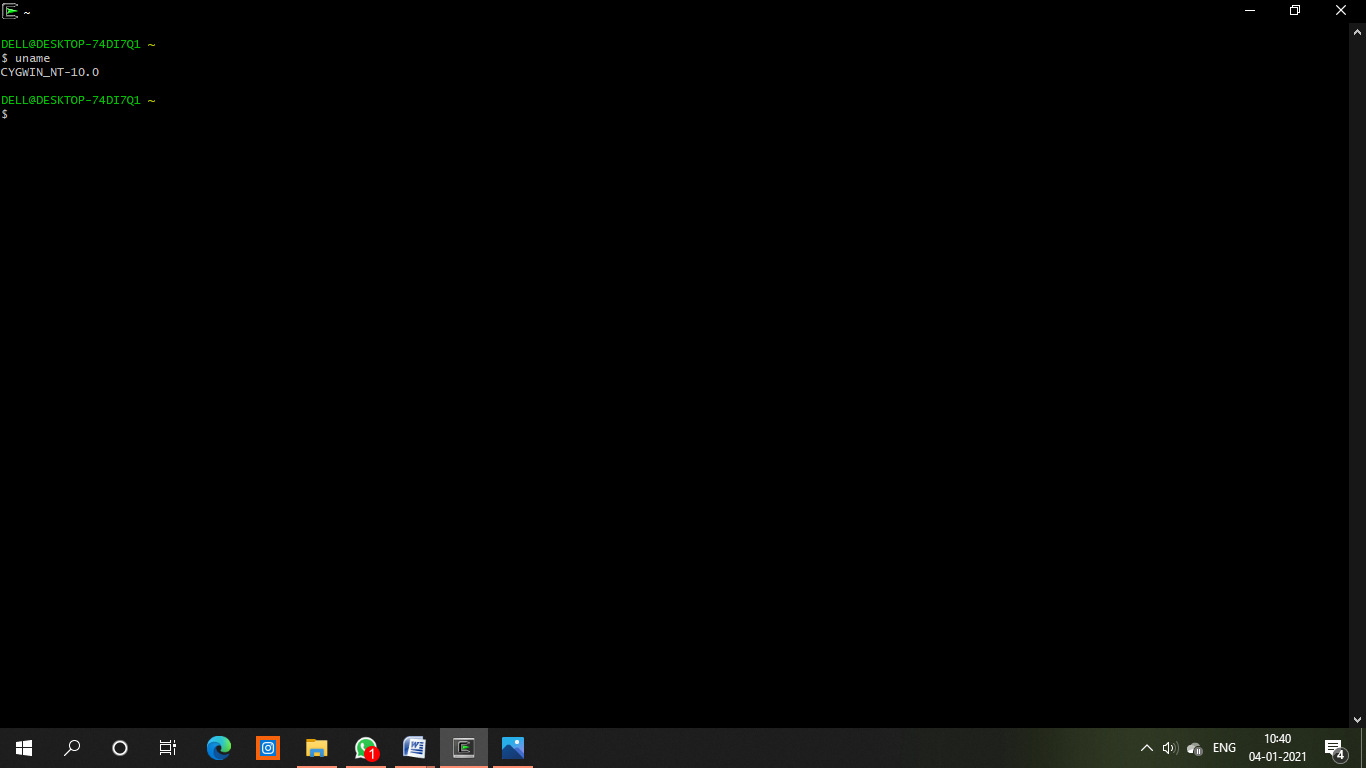 ~
DELL@DESKTOP-74DI7Q1 ~
$ uname
CYGWIN_NT-10.0
DELL@DESKTOP-74DI7Q1 ~
$
1
W
ENG
10:40
04-01-2021
4